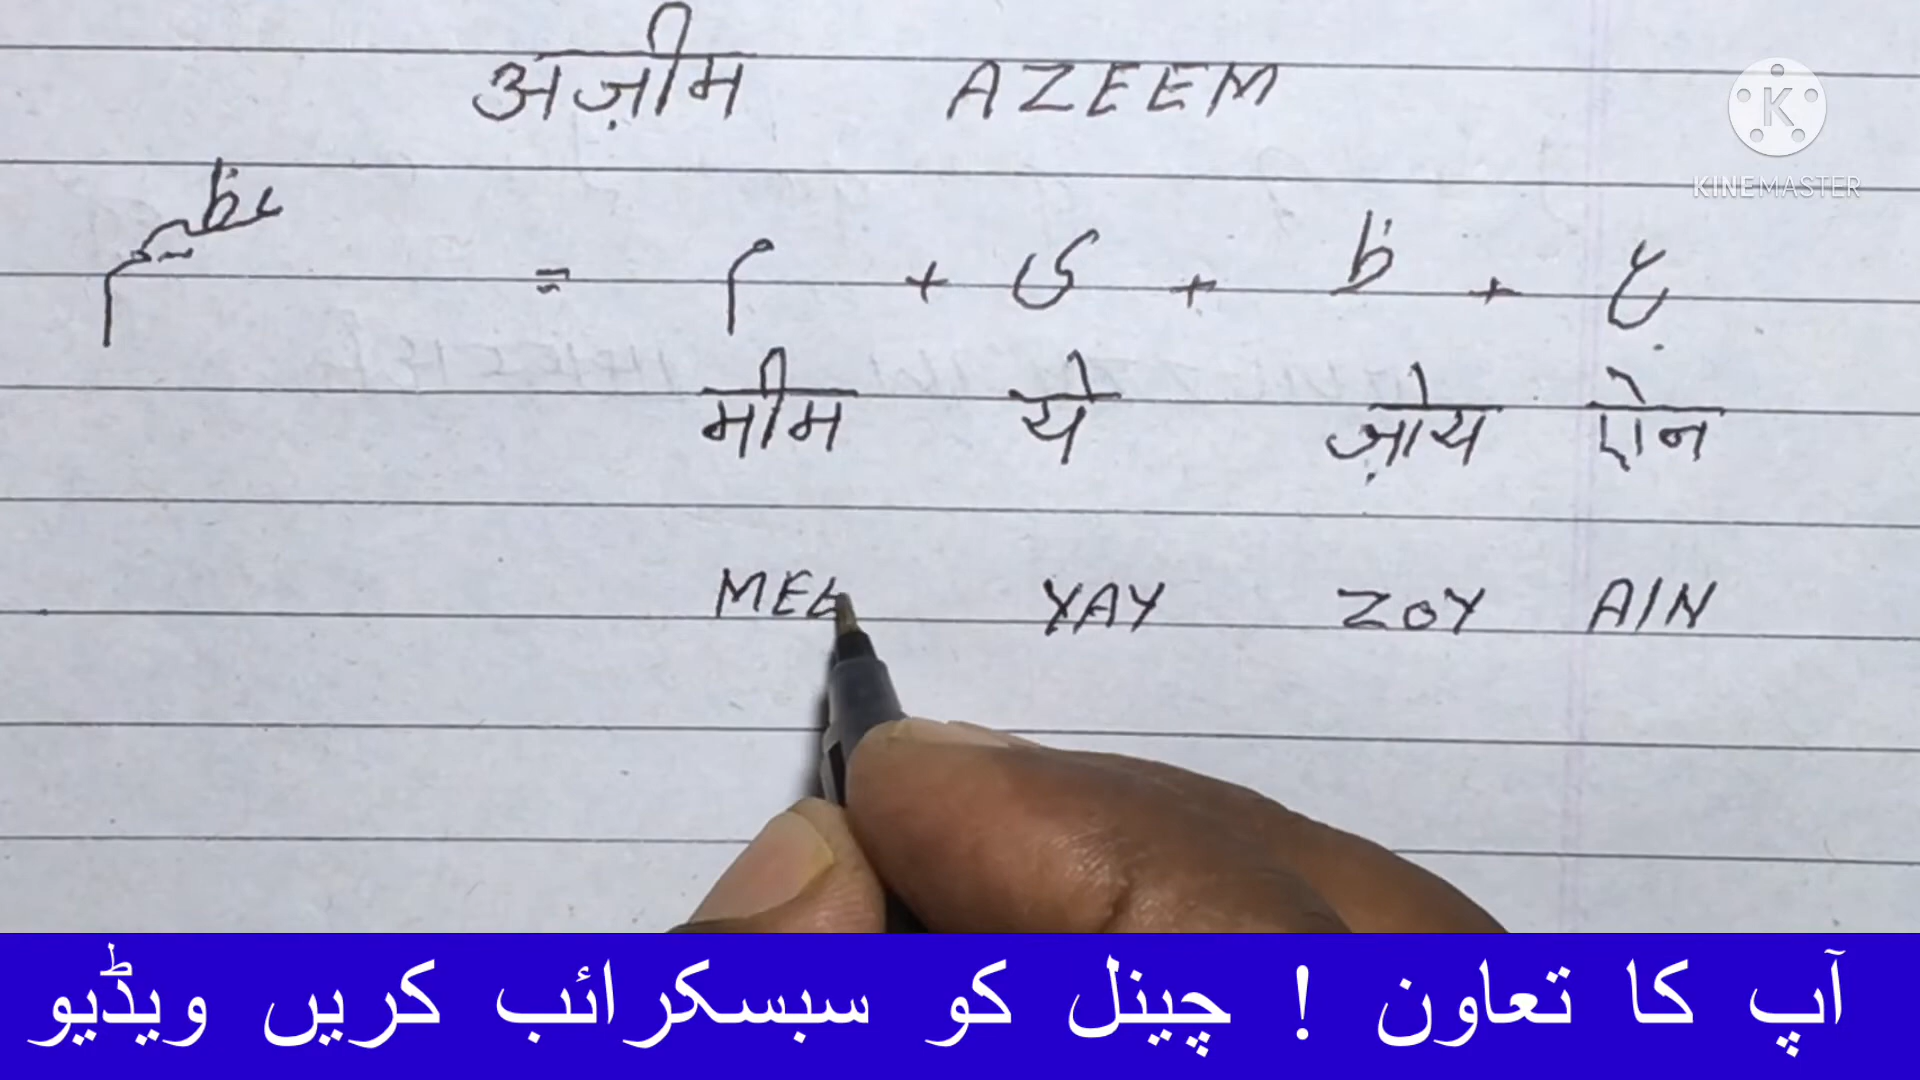 अज़ीम AZEEM
KINEMASTER
عظیم = م + ی + ظ + ع
मीम ये ज़ोय ऐन
MEE YAY ZOY AIN
آپ کا تعاون ! چینل کو سبسکرائب کریں ویڈیو